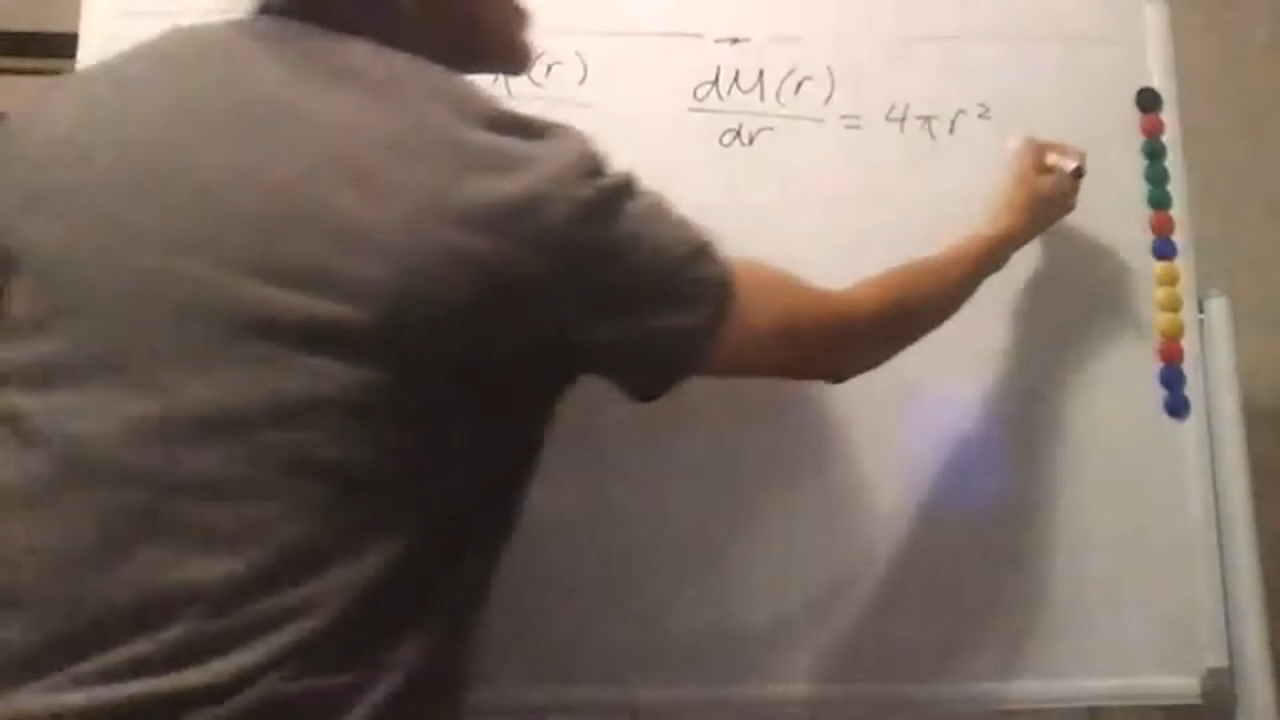 (r) dM(r)/dr = 4πr²